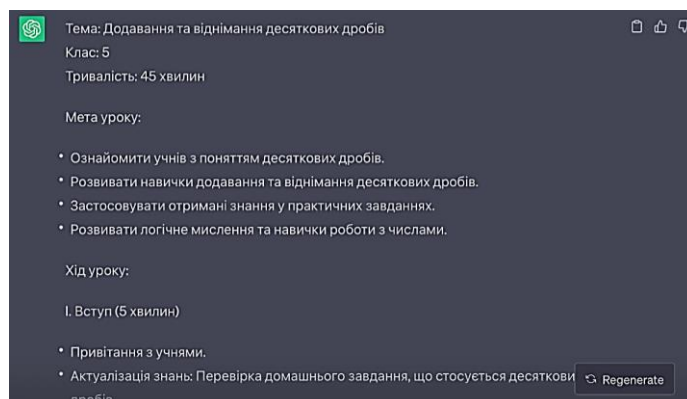 Тема: Додавання та віднімання десяткових дробів
Клас: 5
Тривалість: 45 хвилин
Мета уроку:
• Ознайомити учнів з поняттям десяткових дробів.
• Розвивати навички додавання та віднімання десяткових дробів.
• Застосовувати отримані знання у практичних завданнях.
• Розвивати логічне мислення та навички роботи з числами.
Хід уроку:
І. Вступ (5 хвилин)
• Привітання з учнями.
• Актуалізація знань: Перевірка домашнього завдання, що стосується десяткови
Regenerate